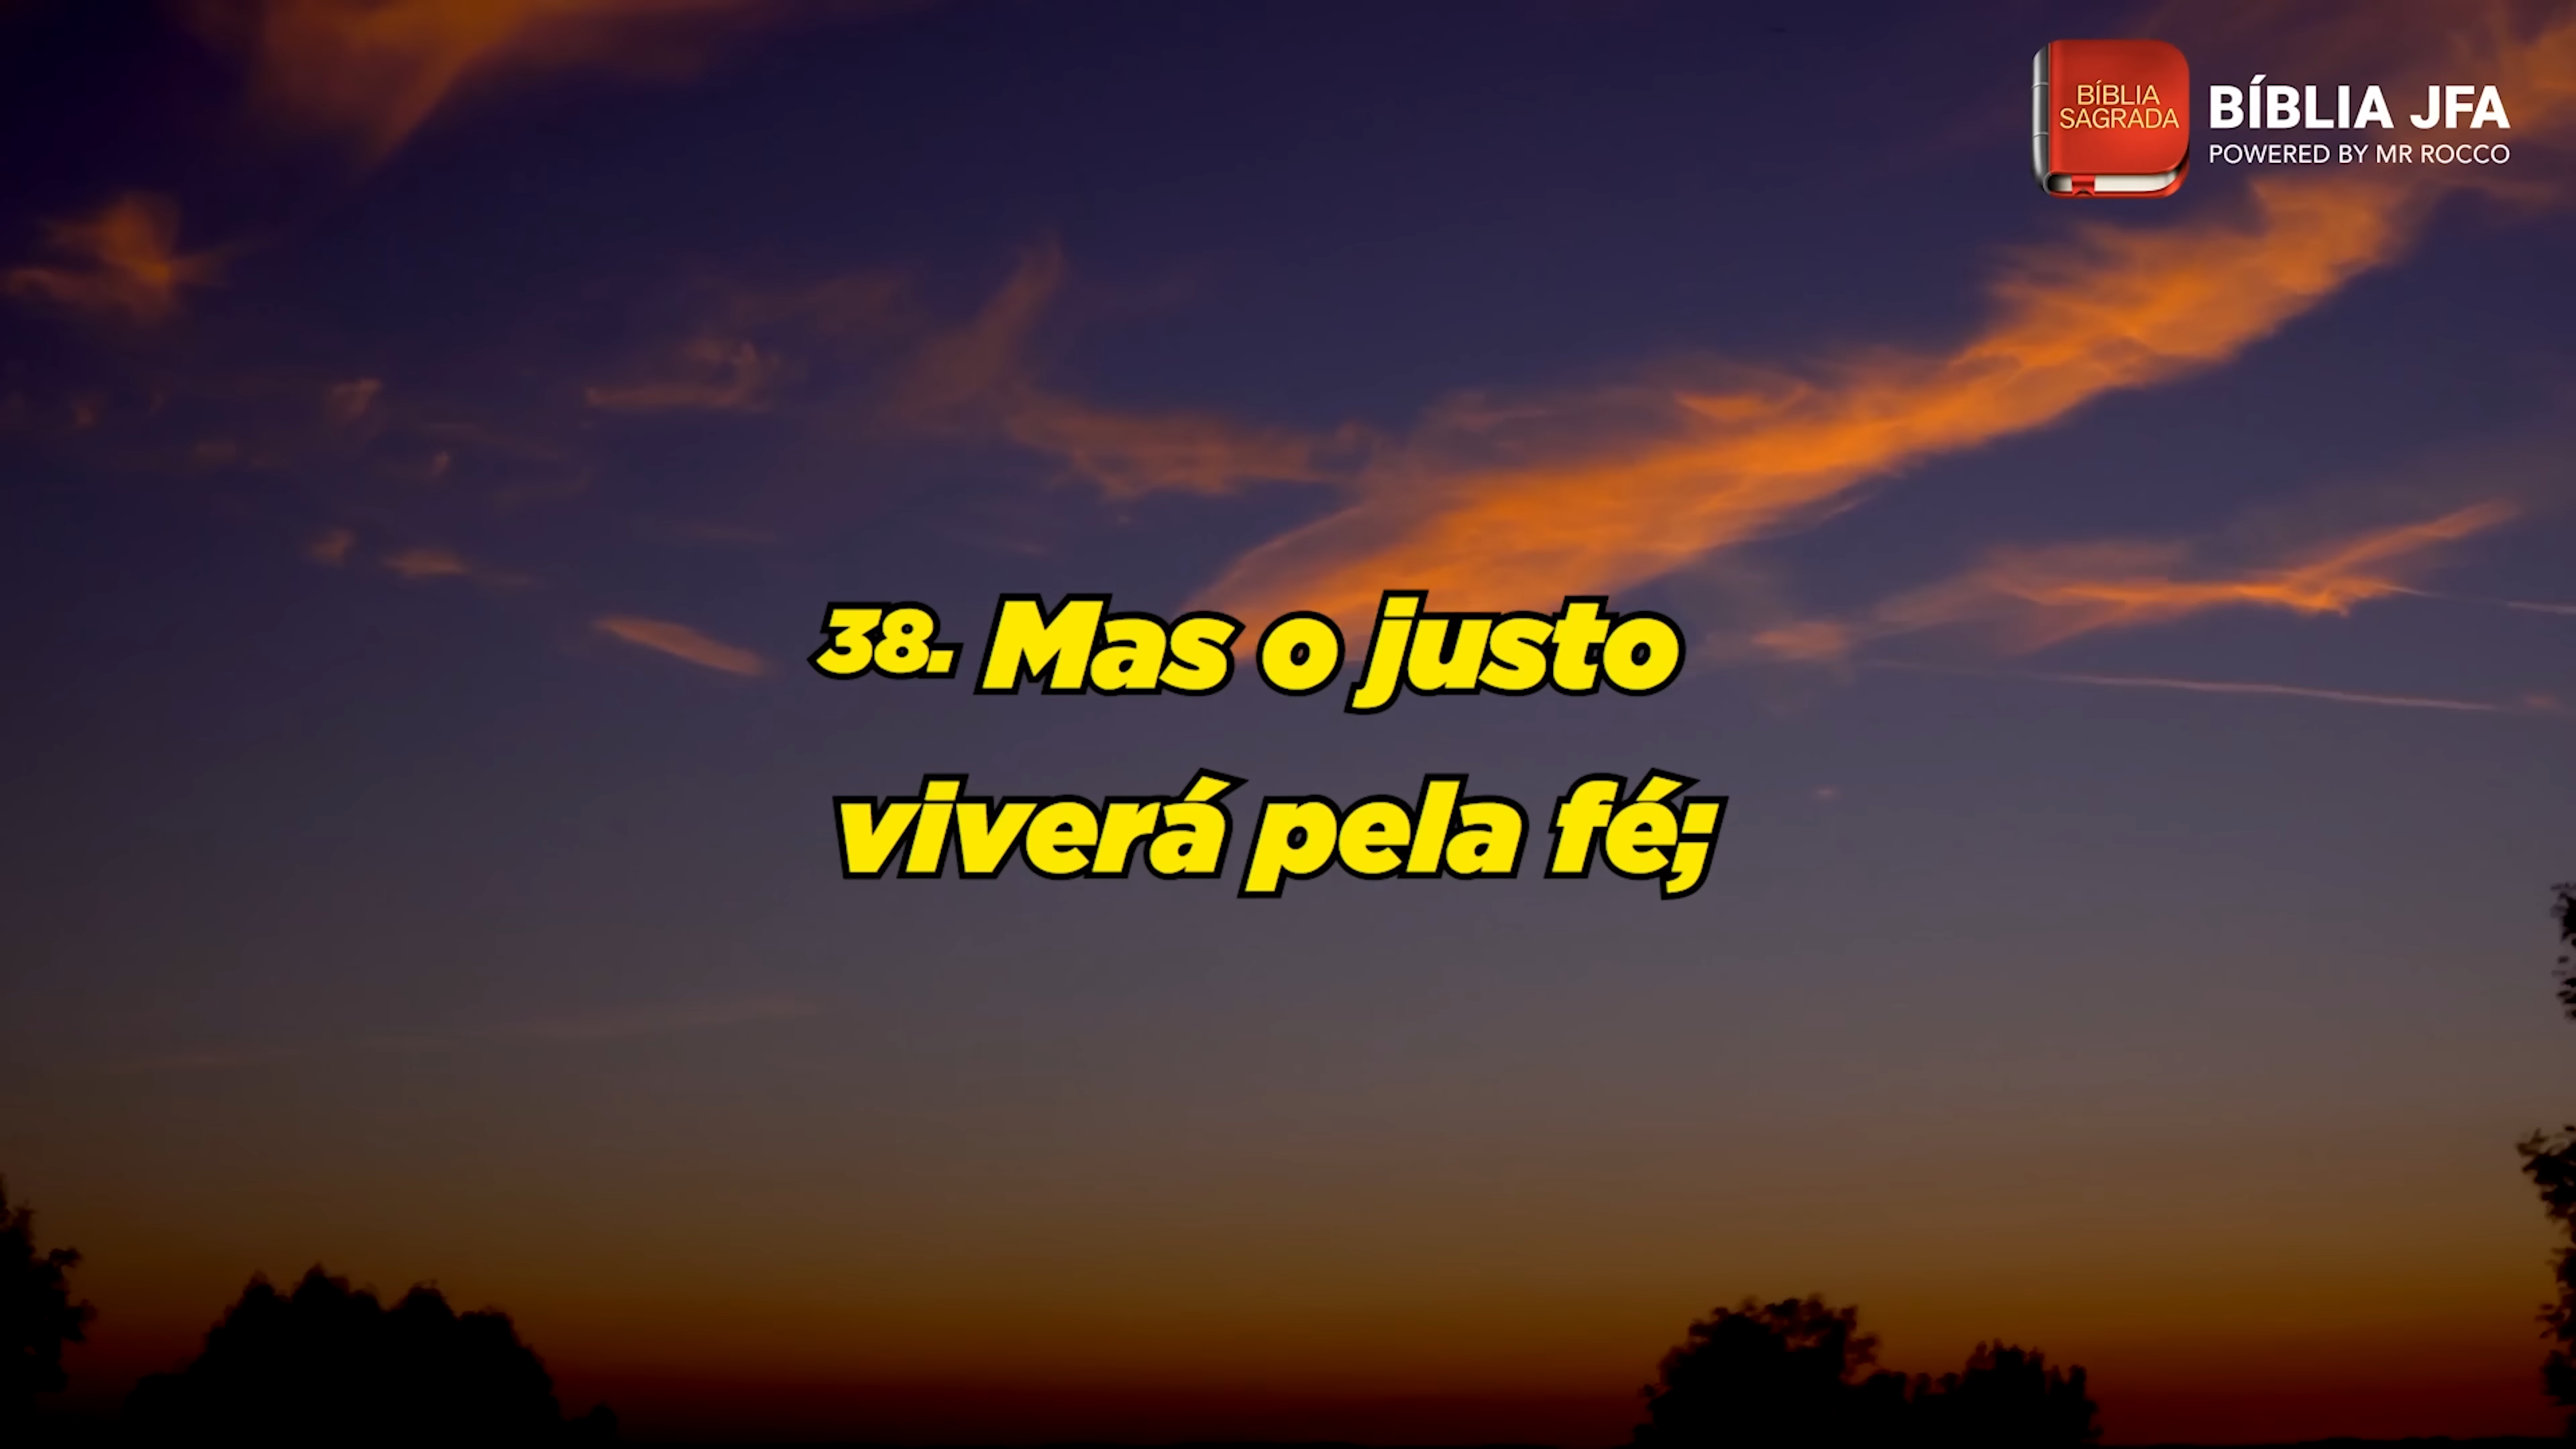 BÍBLIA
SAGRADA
BÍBLIA JFA
POWERED BY MR ROCCO
38. Mas o justo
viverá pela fé;